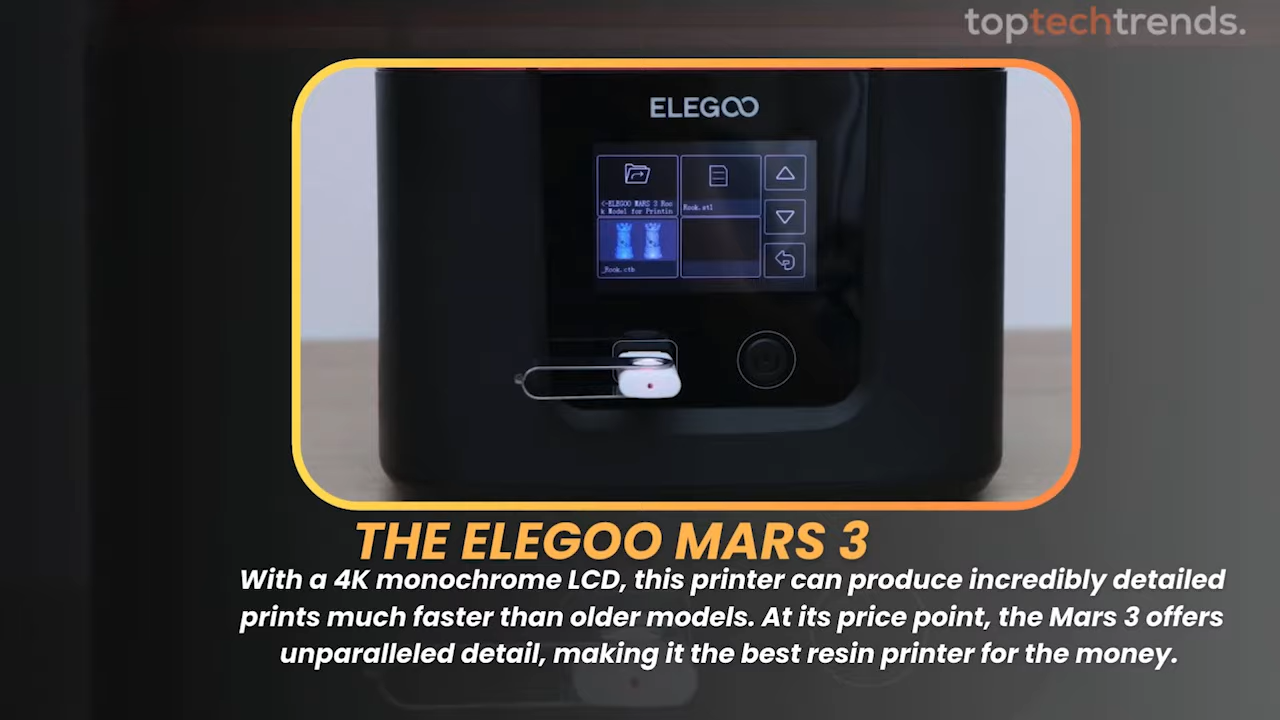 toptechtrends.
ELEGOO
<-ELEGOO MARS 3 Roo
k Model for Printin
Rook.stl
_Rook.ctb
THE ELEGOO MARS 3
With a 4K monochrome LCD, this printer can produce incredibly detailed
prints much faster than older models. At its price point, the Mars 3 offers
unparalleled detail, making it the best resin printer for the money.